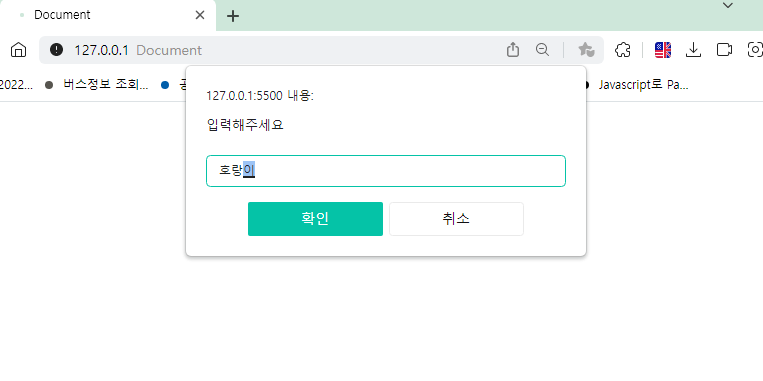 Document
127.0.0.1 Document
2022... 버스정보 조회... Javascript로 Pa...
127.0.0.1:5500 내용:
입력해주세요
호랑이
확인 취소